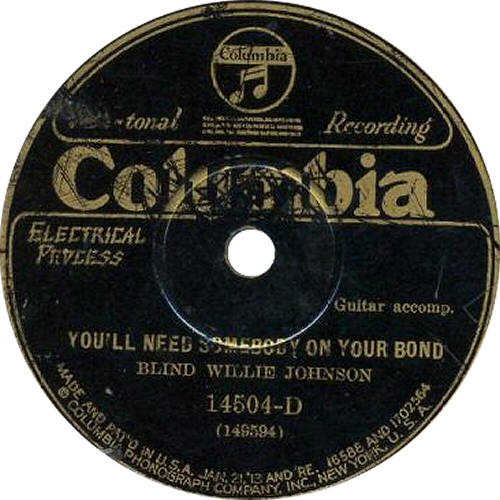 Columbia
-tonal Recording
Columbia
ELECTRICAL
PROCESS
Guitar accomp.
YOU'LL NEED SOMEBODY ON YOUR BOND
BLIND WILLIE JOHNSON
14504-D
(149594)
MADE AND PAT'D IN U.S.A. JAN. 21,'13 AND RE. 16588 AND 1702564
© COLUMBIA PHONOGRAPH COMPANY, INC., NEW YORK, U.S.A.